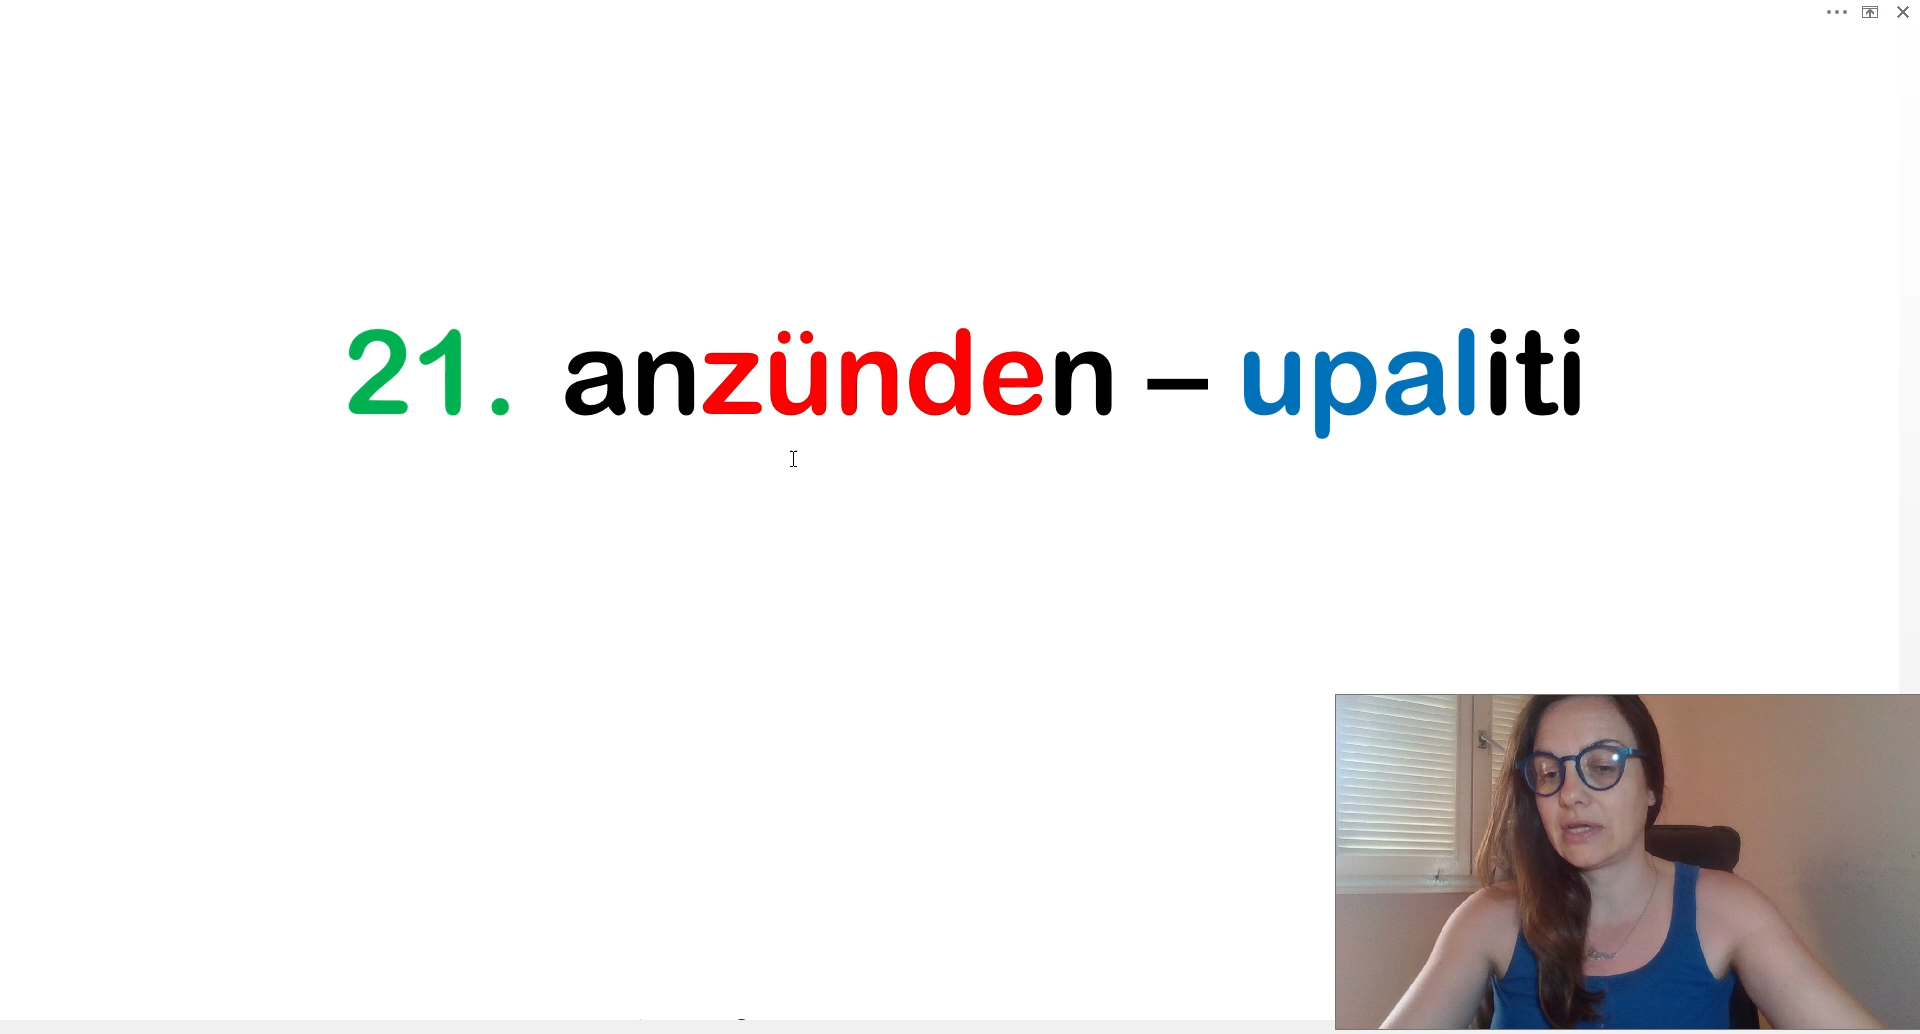 21. anzünden – upaliti